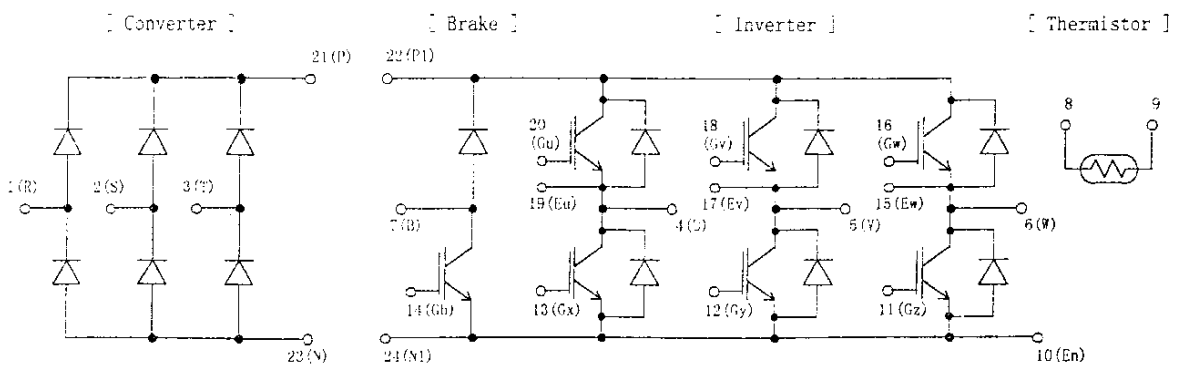 [ Converter ]
[ Brake ]
[ Inverter ]
[ Thermistor ]
21(P)
22(P1)
8
9
20
(Gu)
18
(Gv)
16
(Gw)
1(R)
2(S)
3(T)
19(Eu)
17(Ev)
15(Ew)
7(B)
4(U)
5(V)
6(W)
14(Gb)
13(Gx)
12(Gy)
11(Gz)
23(N)
24(N1)
10(En)